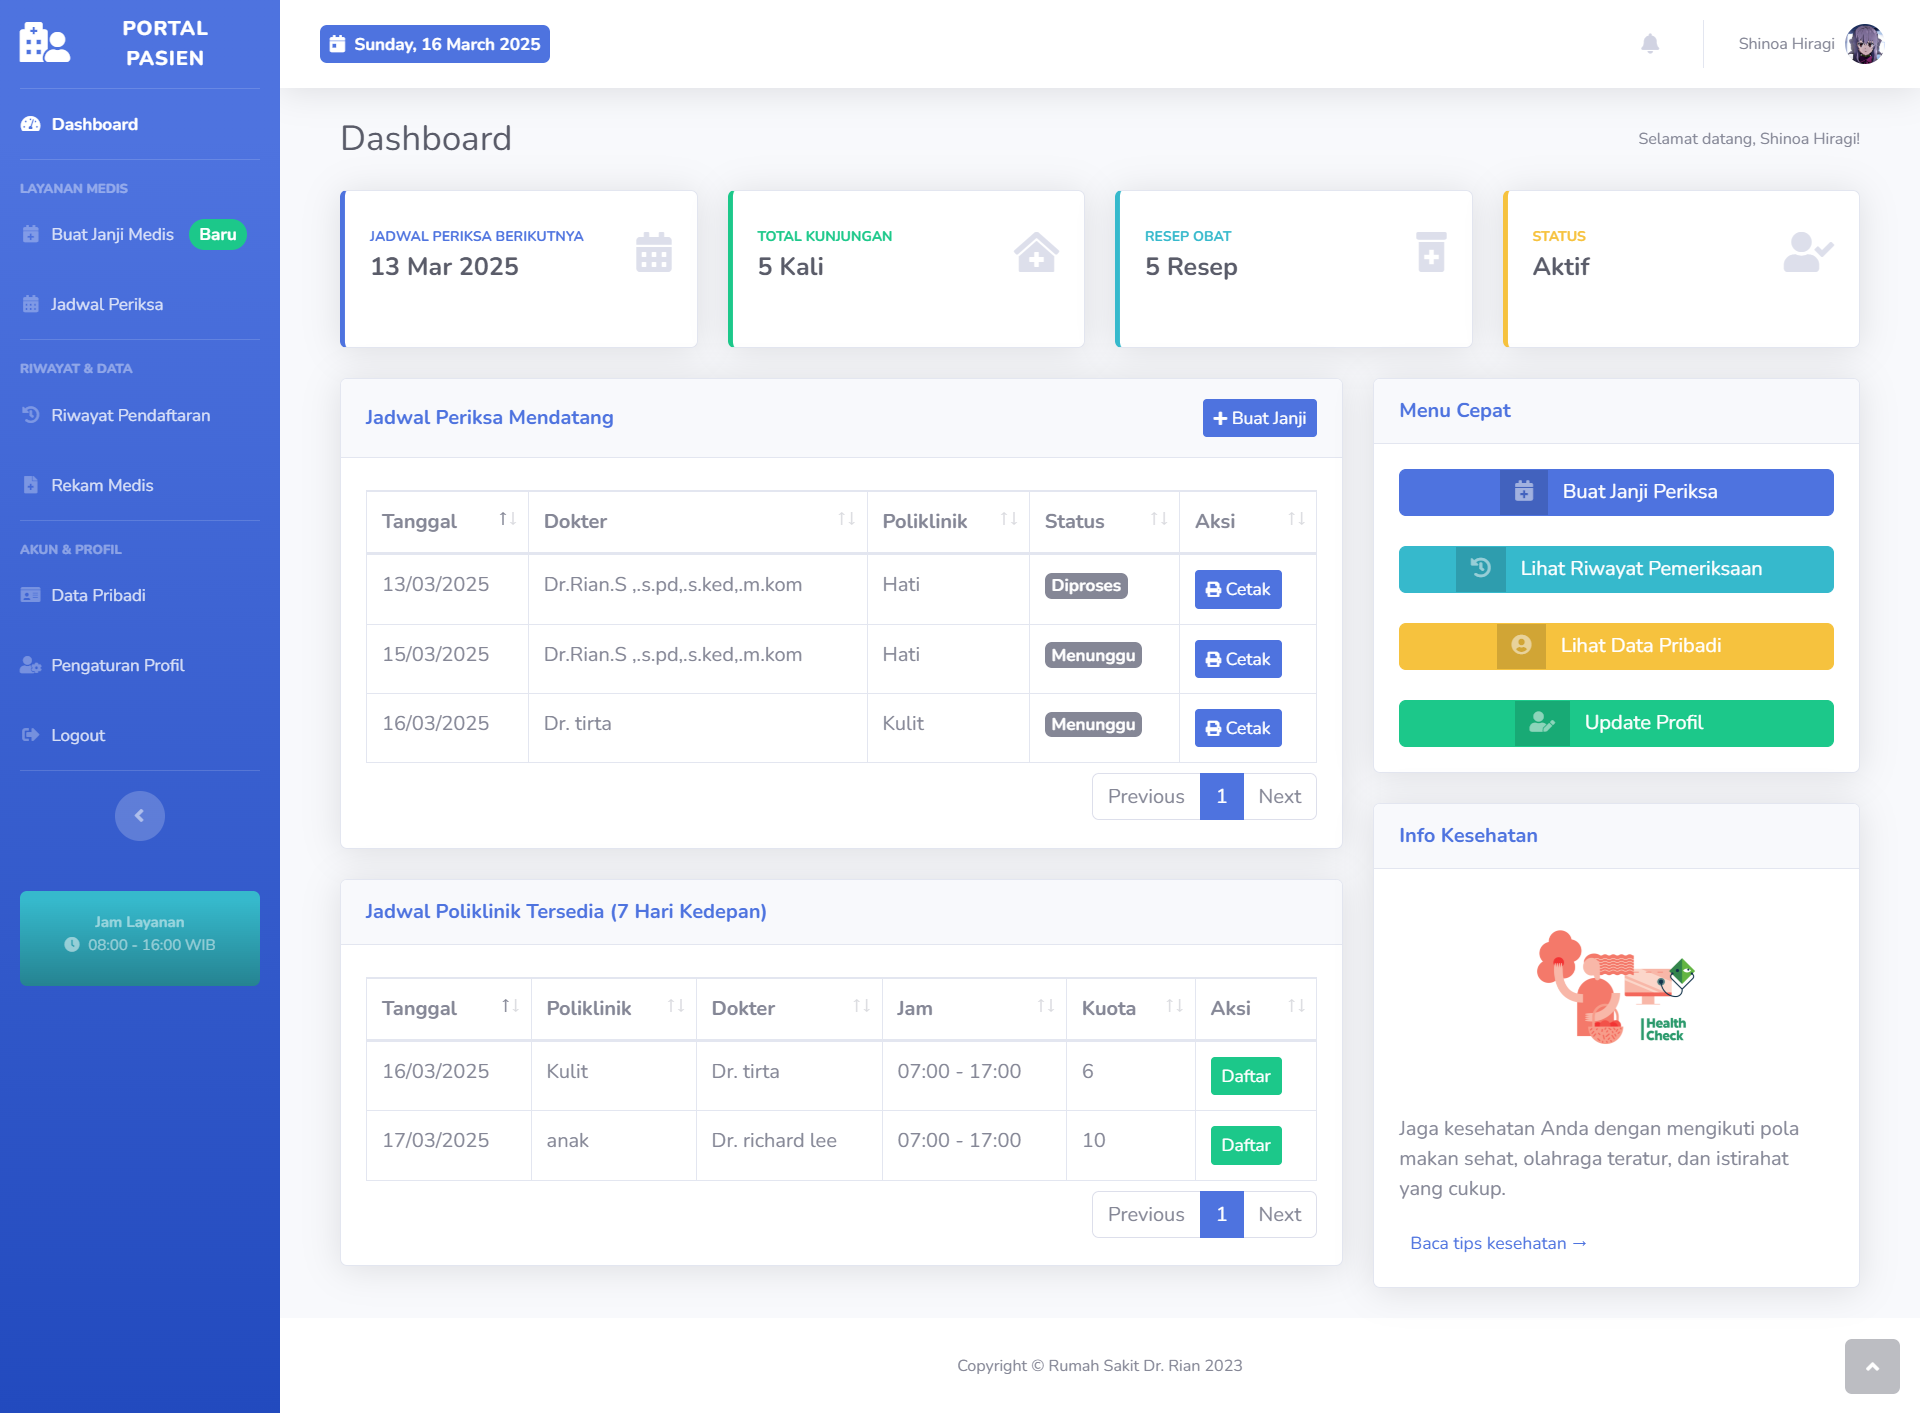 PORTAL
PASIEN
Dashboard
LAYANAN MEDIS
Buat Janji Medis Baru
Jadwal Periksa
RIWAYAT & DATA
Riwayat Pendaftaran
Rekam Medis
AKUN & PROFIL
Data Pribadi
Pengaturan Profil
Logout
Jam Layanan
08:00 - 16:00 WIB
Sunday, 16 March 2025
Shinoa Hiragi
Dashboard
Selamat datang, Shinoa Hiragi!
JADWAL PERIKSA BERIKUTNYA
13 Mar 2025
TOTAL KUNJUNGAN
5 Kali
RESEP OBAT
5 Resep
STATUS
Aktif
Jadwal Periksa Mendatang
Buat Janji
Tanggal Dokter Poliklinik Status Aksi
13/03/2025 Dr.Rian.S ,.s.pd,.s.ked,.m.kom Hati Diproses Cetak
15/03/2025 Dr.Rian.S ,.s.pd,.s.ked,.m.kom Hati Menunggu Cetak
16/03/2025 Dr. tirta Kulit Menunggu Cetak
Previous 1 Next
Jadwal Poliklinik Tersedia (7 Hari Kedepan)
Tanggal Poliklinik Dokter Jam Kuota Aksi
16/03/2025 Kulit Dr. tirta 07:00 - 17:00 6 Daftar
17/03/2025 anak Dr. richard lee 07:00 - 17:00 10 Daftar
Previous 1 Next
Menu Cepat
Buat Janji Periksa
Lihat Riwayat Pemeriksaan
Lihat Data Pribadi
Update Profil
Info Kesehatan
Health
Check
Jaga kesehatan Anda dengan mengikuti pola
makan sehat, olahraga teratur, dan istirahat
yang cukup.
Baca tips kesehatan →
Copyright © Rumah Sakit Dr. Rian 2023